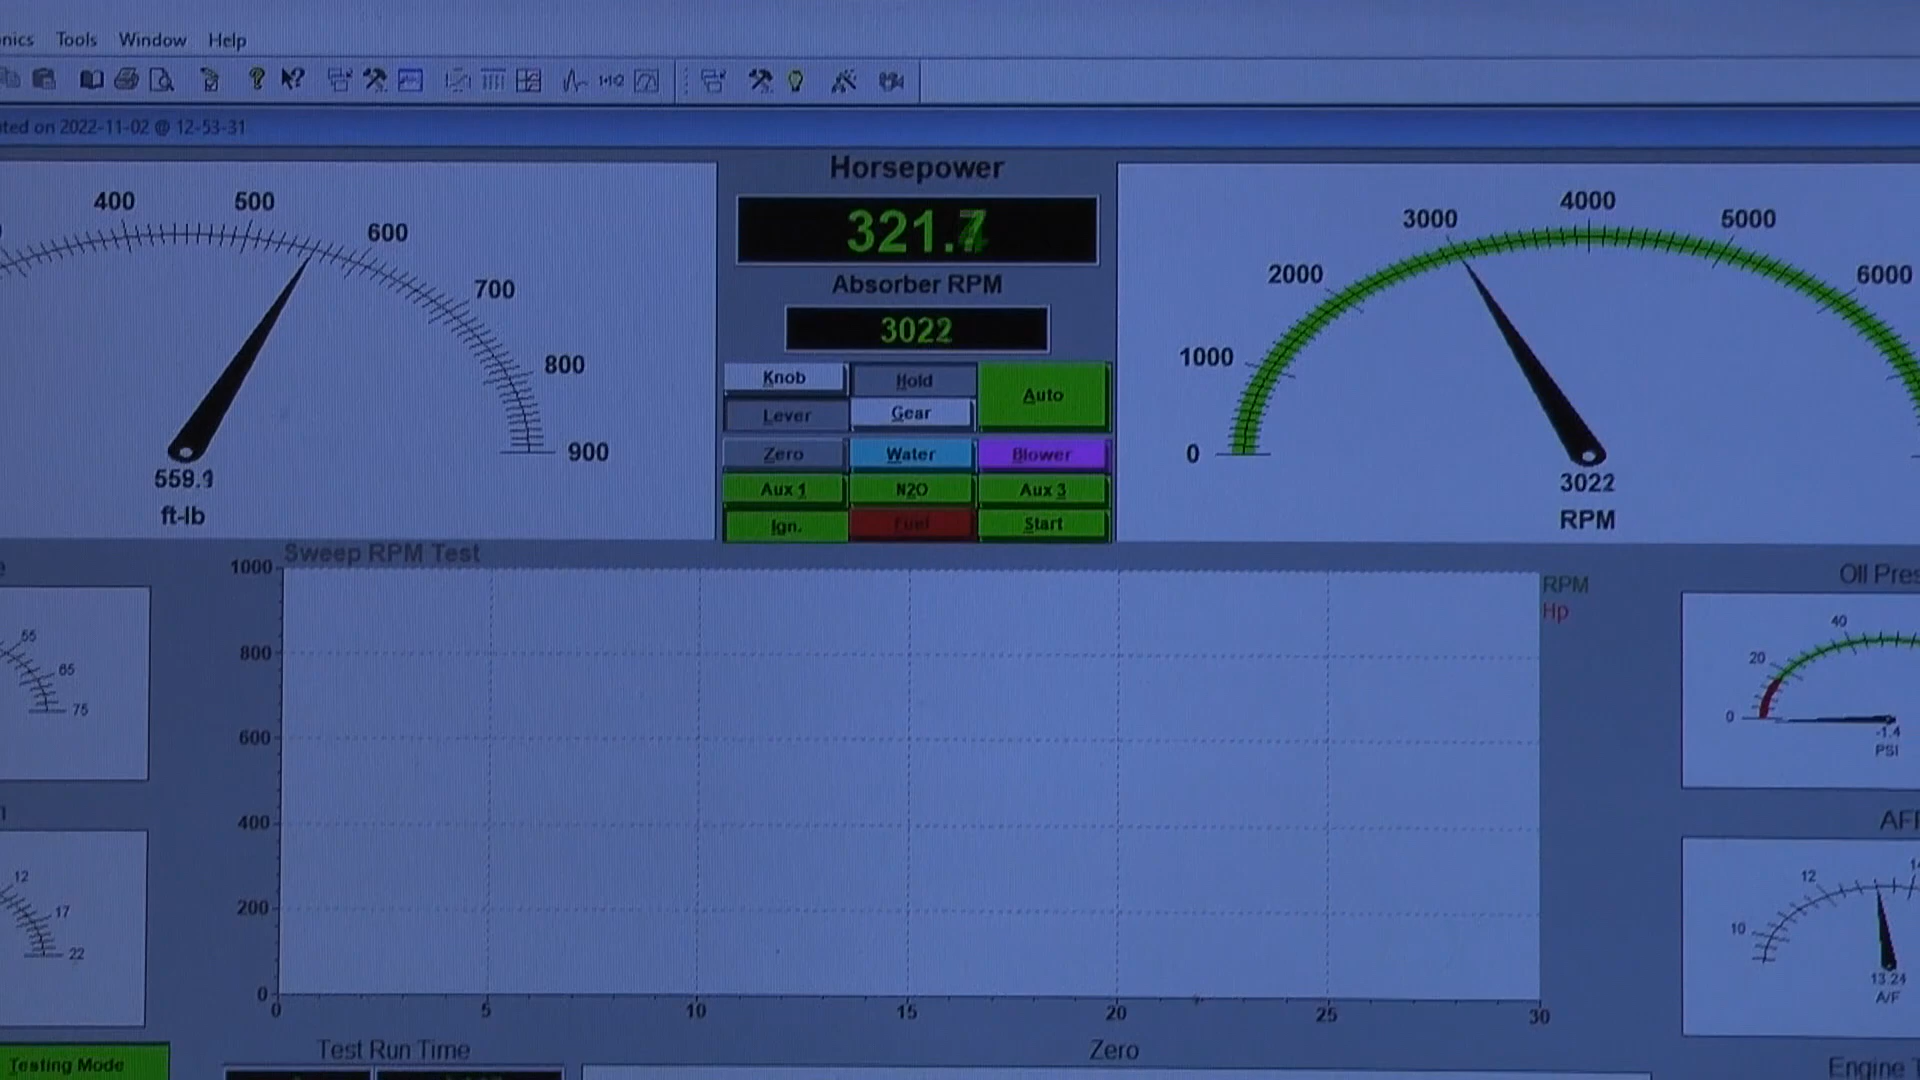 Tools Window Help
ted on 2022-11-02 @ 12-53-31
Horsepower
321.
Absorber RPM
3022
Knob Hold Auto
Lever Gear
Zero Water Blower
Aux 1 N2O Aux 3
Ign. Fuel Start
400 500 600 700 800 900
559.9
ft-lb
0 1000 2000 3000 4000 5000 6000
3022
RPM
Sweep RPM Test
1000
800
600
400
200
0
0 5 10 15 20 25 30
RPM
Hp
55
65
75
12
17
22
Oil Pres
0 20 40
-1.4
PSI
10 12
13.24
A/F
Testing Mode
Test Run Time
Zero
Engine